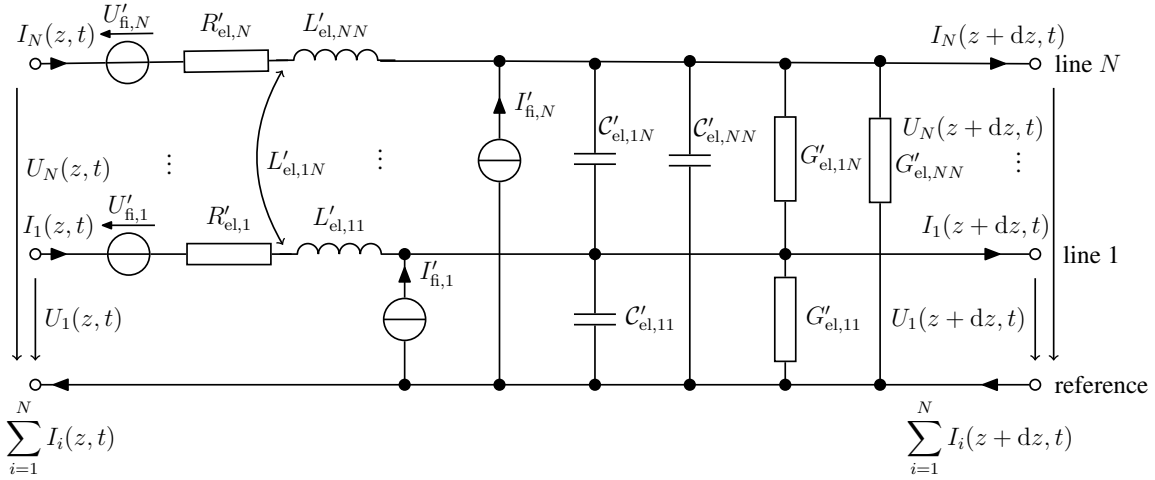 U′_fi,N R′_el,N L′_el,NN
I_N(z,t) I_N(z + dz,t)
line N
I′_fi,N C′_el,1N C′_el,NN U_N(z + dz,t)
U_N(z,t) ⋮ L′_el,1N ⋮ G′_el,1N G′_el,NN ⋮
I_1(z,t) U′_fi,1 R′_el,1 L′_el,11 I_1(z + dz,t)
line 1
I′_fi,1
U_1(z,t) C′_el,11 G′_el,11 U_1(z + dz,t)
reference
∑_{i=1}^{N} I_i(z,t) ∑_{i=1}^{N} I_i(z + dz,t)